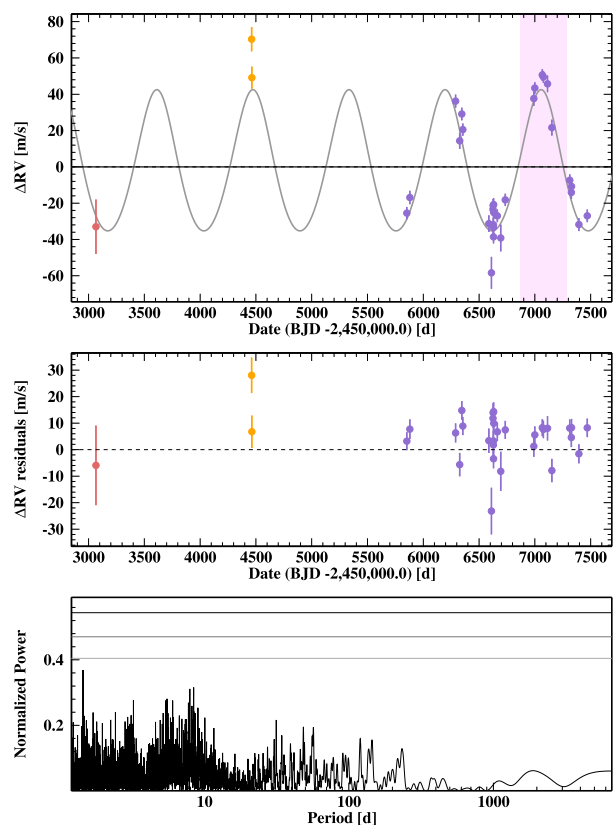 80
60
40
20
0
-20
-40
-60
ΔRV [m/s]
3000 3500 4000 4500 5000 5500 6000 6500 7000 7500
Date (BJD -2,450,000.0) [d]
30
20
10
0
-10
-20
-30
ΔRV residuals [m/s]
3000 3500 4000 4500 5000 5500 6000 6500 7000 7500
Date (BJD -2,450,000.0) [d]
0.4
0.2
Normalized Power
10 100 1000
Period [d]